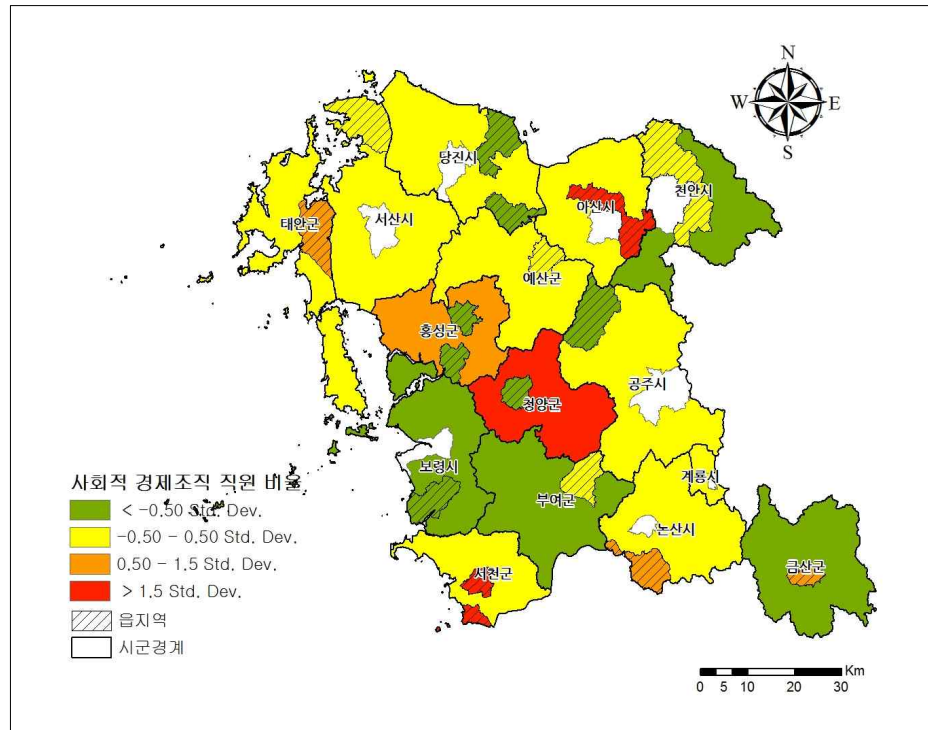 N
W E
S
당진시
천안시
아산시
서산시
태안군
예산군
홍성군
공주시
청양군
계룡시
보령시
부여군
논산시
서천군
금산군
사회적 경제조직 직원 비율
< -0.50 Std. Dev.
-0.50 - 0.50 Std. Dev.
0.50 - 1.5 Std. Dev.
> 1.5 Std. Dev.
읍지역
시군경계
Km
0 5 10 20 30